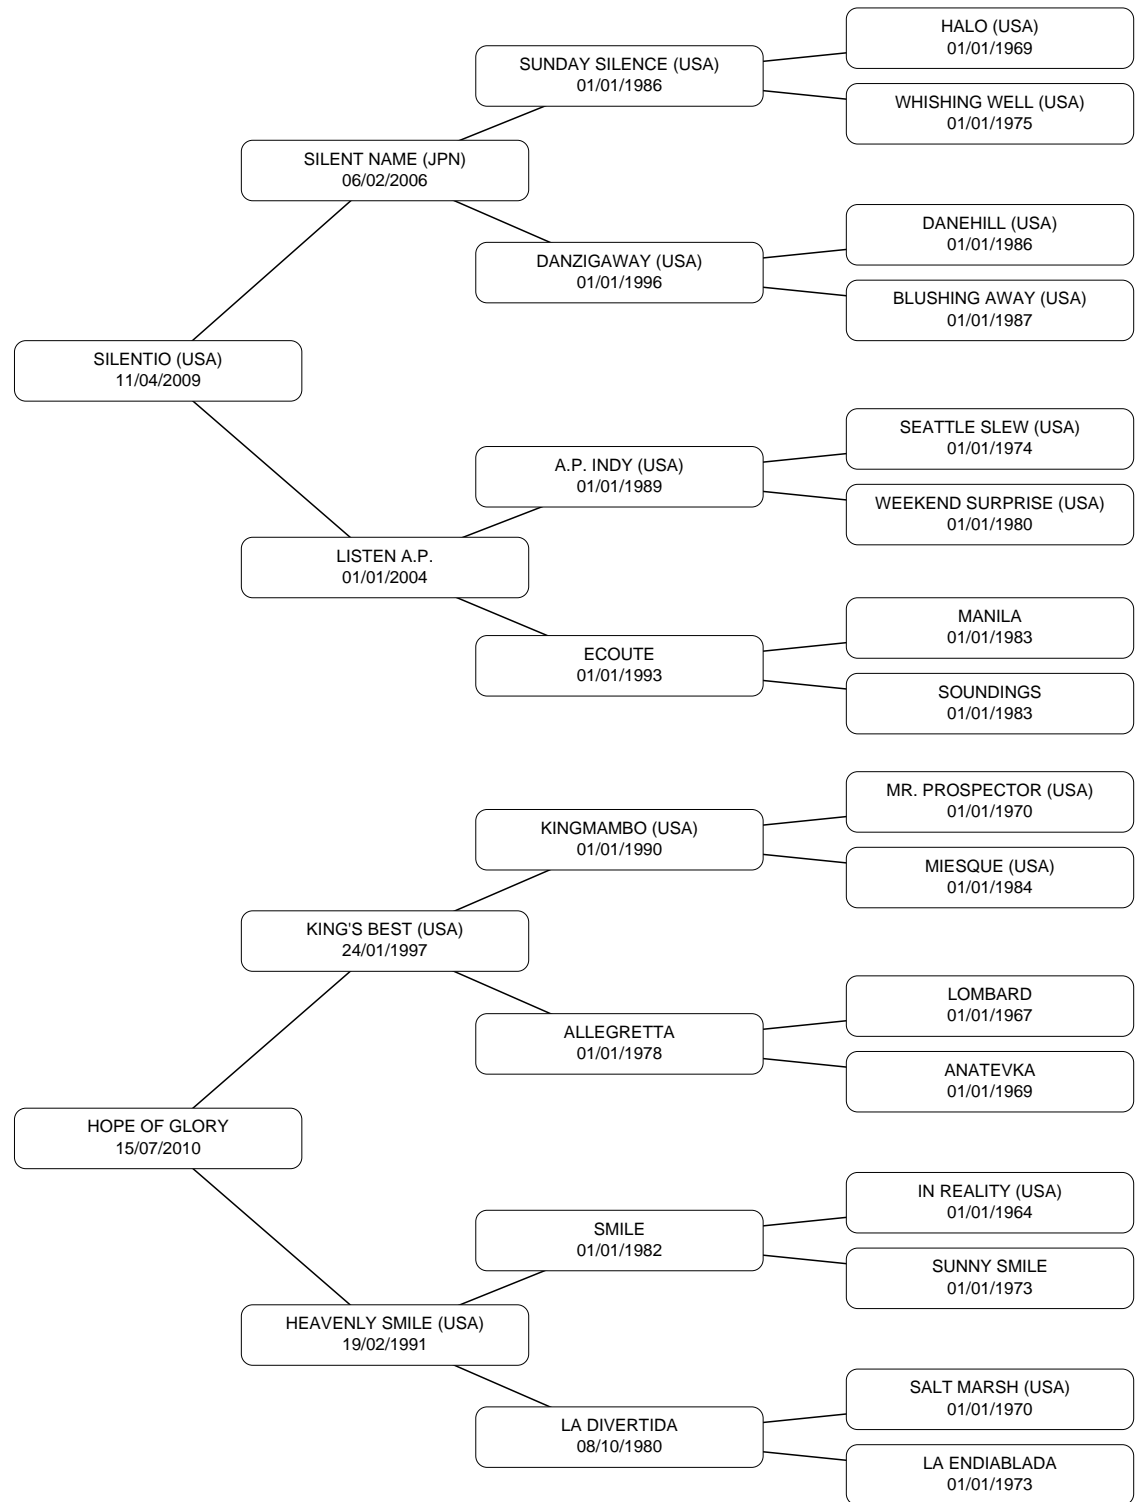 HALO (USA)
01/01/1969
SUNDAY SILENCE (USA)
01/01/1986
WHISHING WELL (USA)
01/01/1975
SILENT NAME (JPN)
06/02/2006
DANEHILL (USA)
01/01/1986
DANZIGAWAY (USA)
01/01/1996
BLUSHING AWAY (USA)
01/01/1987
SILENTIO (USA)
11/04/2009
SEATTLE SLEW (USA)
01/01/1974
A.P. INDY (USA)
01/01/1989
WEEKEND SURPRISE (USA)
01/01/1980
LISTEN A.P.
01/01/2004
MANILA
01/01/1983
ECOUTE
01/01/1993
SOUNDINGS
01/01/1983
MR. PROSPECTOR (USA)
01/01/1970
KINGMAMBO (USA)
01/01/1990
MIESQUE (USA)
01/01/1984
KING'S BEST (USA)
24/01/1997
LOMBARD
01/01/1967
ALLEGRETTA
01/01/1978
ANATEVKA
01/01/1969
HOPE OF GLORY
15/07/2010
IN REALITY (USA)
01/01/1964
SMILE
01/01/1982
SUNNY SMILE
01/01/1973
HEAVENLY SMILE (USA)
19/02/1991
SALT MARSH (USA)
01/01/1970
LA DIVERTIDA
08/10/1980
LA ENDIABLADA
01/01/1973